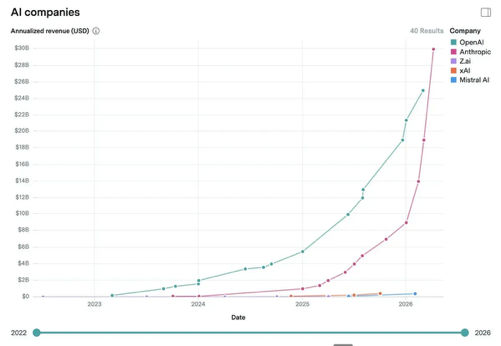 AI companies
Annualized revenue (USD)
40 Results
Company
OpenAI
Anthropic
Z.ai
xAI
Mistral AI
$30B
$28B
$26B
$24B
$22B
$20B
$18B
$16B
$14B
$12B
$10B
$8B
$6B
$4B
$2B
$0
2023
2024
2025
2026
Date
2022
2026